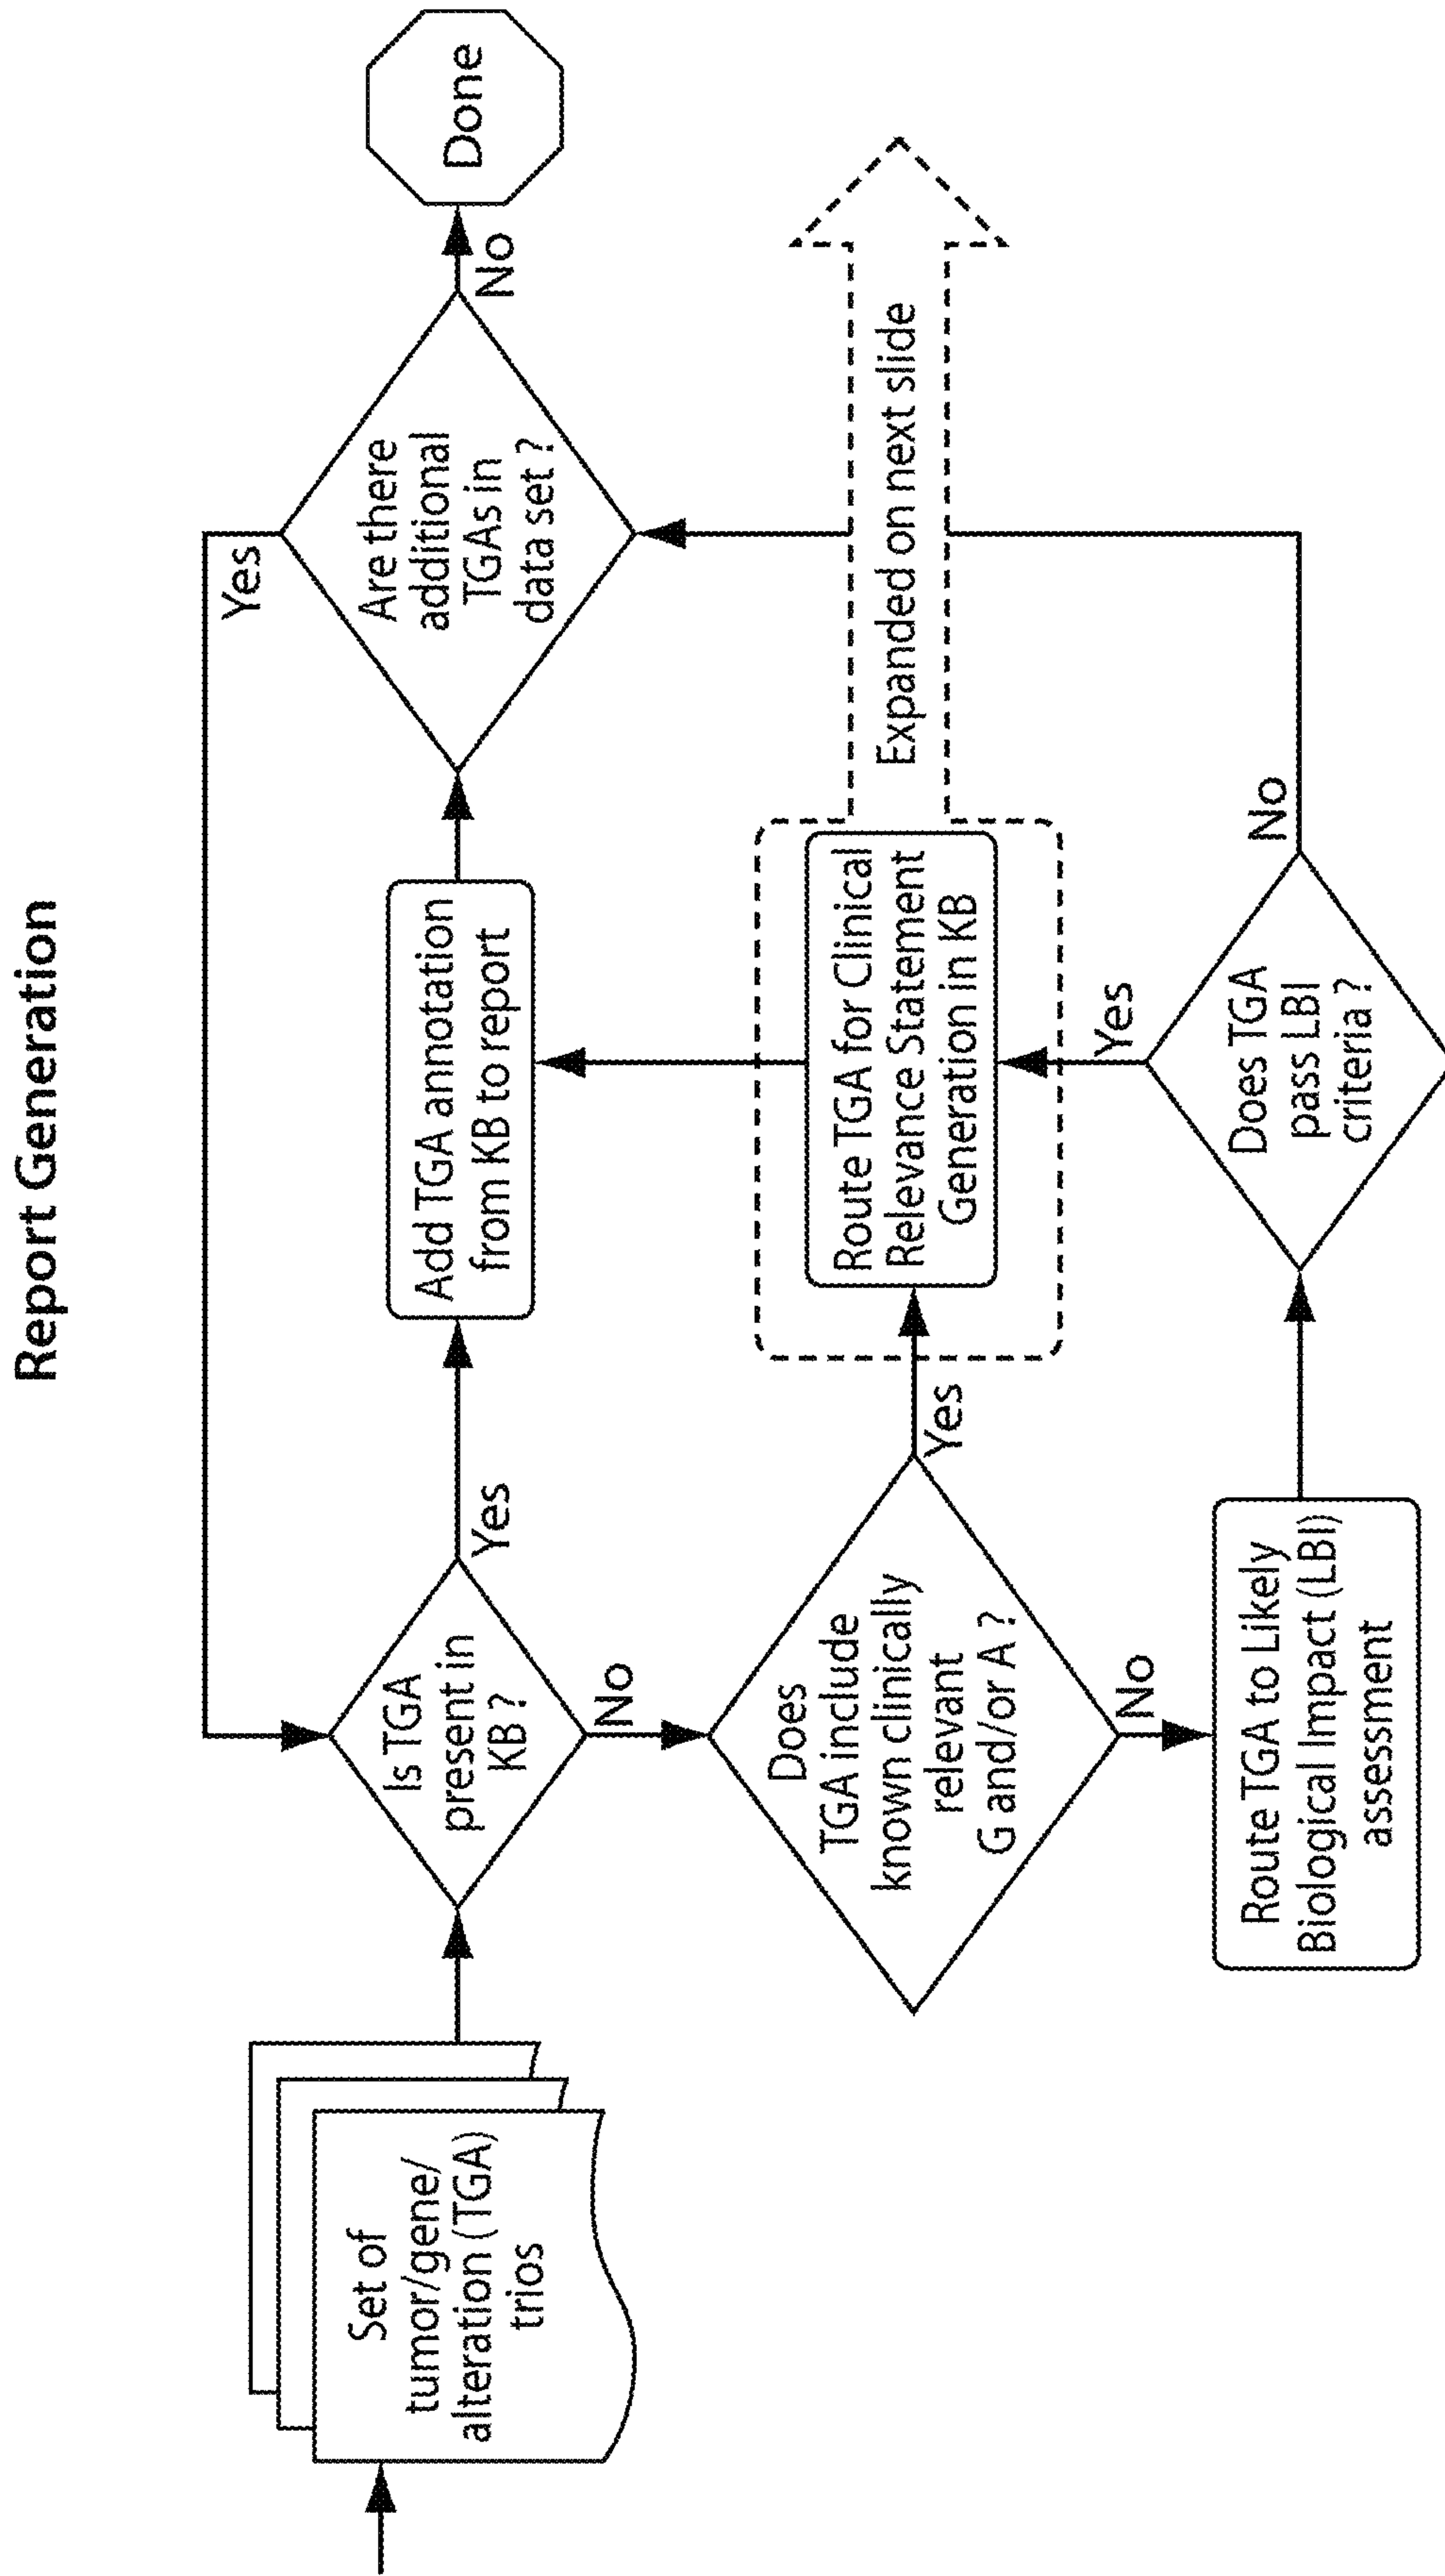 Report Generation
Set of
tumor/gene/
alteration (TGA)
trios
Is TGA
present in
KB ?
Yes
No
Add TGA annotation
from KB to report
Are there
additional
TGAs in
data set ?
Yes
No
Done
Does
TGA include
known clinically
relevant
G and/or A ?
Yes
No
Route TGA for Clinical
Relevance Statement
Generation in KB
Expanded on next slide
Route TGA to Likely
Biological Impact (LBI)
assessment
Does TGA
pass LBI
criteria ?
Yes
No